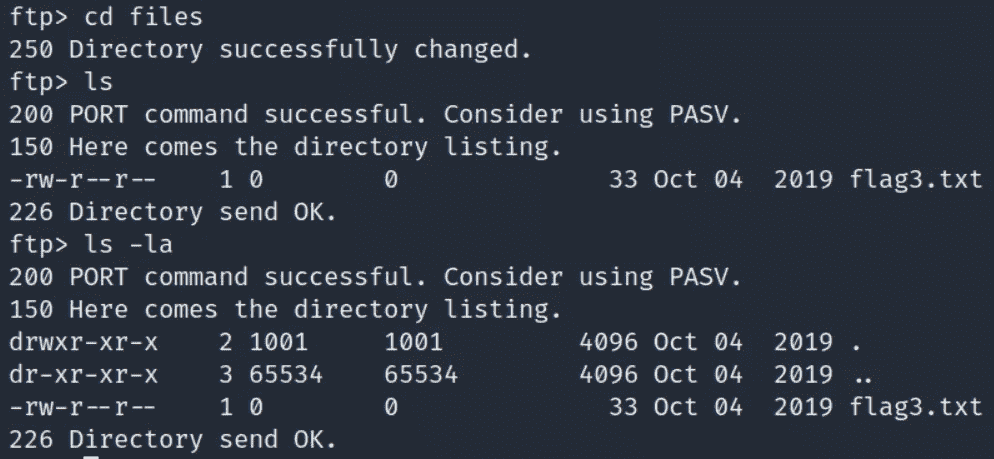 ftp> cd files
250 Directory successfully changed.
ftp> ls
200 PORT command successful. Consider using PASV.
150 Here comes the directory listing.
-rw-r--r--    1 0        0              33 Oct 04  2019 flag3.txt
226 Directory send OK.
ftp> ls -la
200 PORT command successful. Consider using PASV.
150 Here comes the directory listing.
drwxr-xr-x    2 1001     1001         4096 Oct 04  2019 .
dr-xr-xr-x    3 65534    65534        4096 Oct 04  2019 ..
-rw-r--r--    1 0        0              33 Oct 04  2019 flag3.txt
226 Directory send OK.